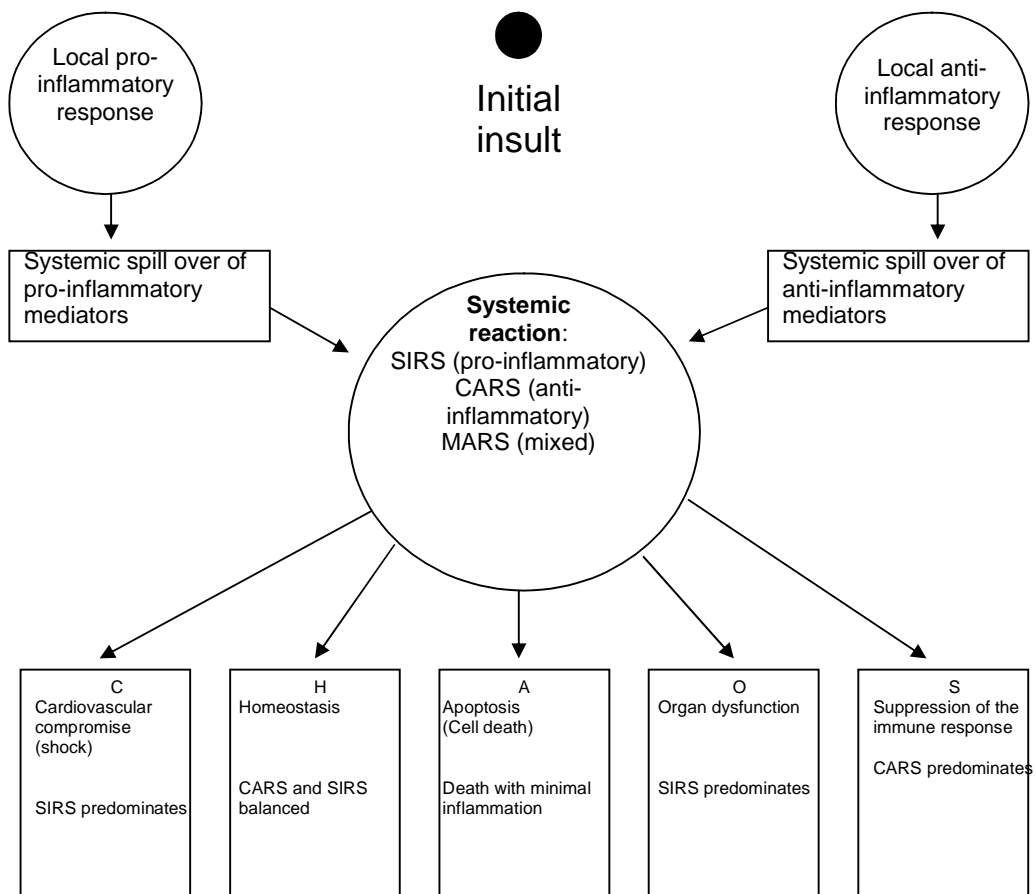 Local pro-
inflammatory
response
Initial
insult
Local anti-
inflammatory
response
Systemic spill over of
pro-inflammatory
mediators
Systemic spill over of
anti-inflammatory
mediators
Systemic
reaction:
SIRS (pro-inflammatory)
CARS (anti-
inflammatory)
MARS (mixed)
C
Cardiovascular
compromise
(shock)
SIRS predominates
H
Homeostasis
CARS and SIRS
balanced
A
Apoptosis
(Cell death)
Death with minimal
inflammation
O
Organ dysfunction
SIRS predominates
S
Suppression of the
immune response
CARS predominates